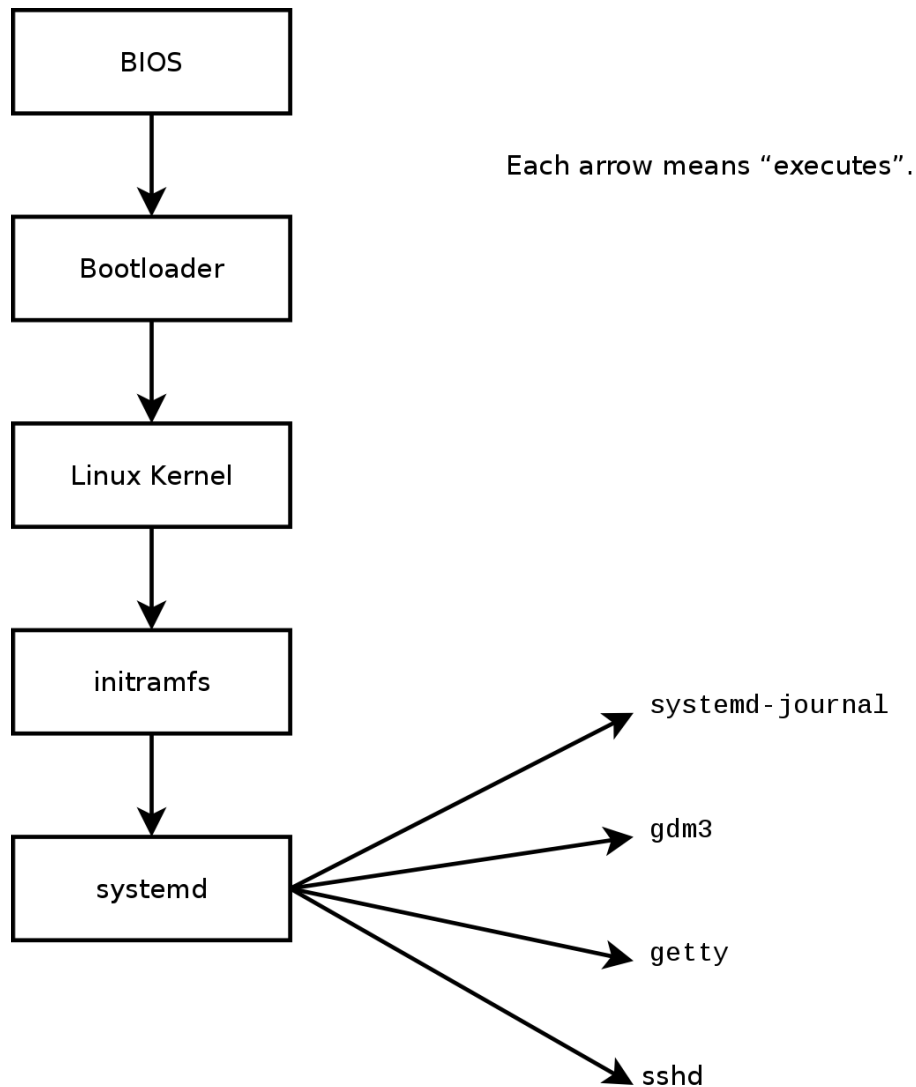 BIOS
Each arrow means “executes”.
Bootloader
Linux Kernel
initramfs
systemd-journal
gdm3
systemd
getty
sshd